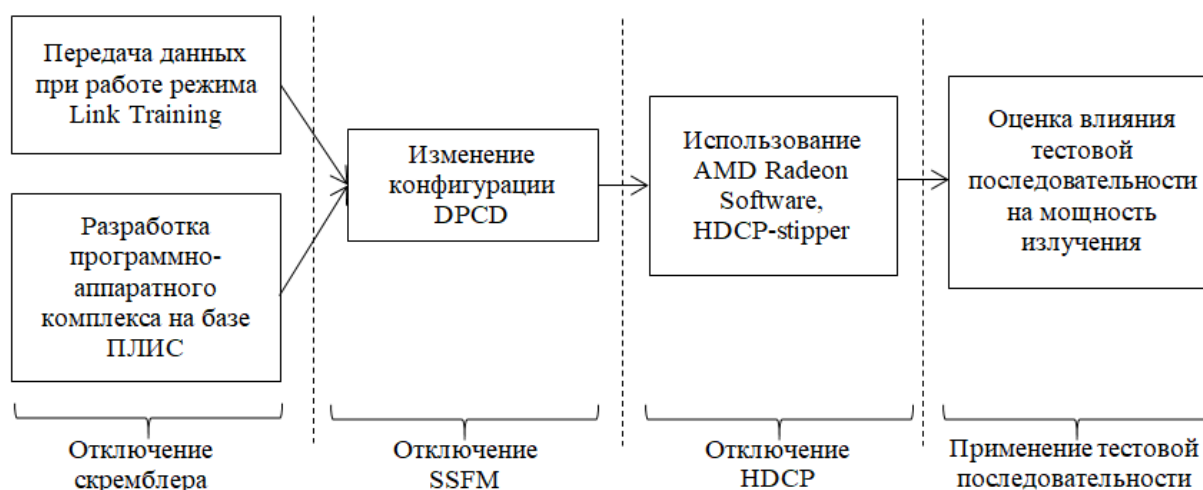 Передача данных
при работе режима
Link Training
Разработка
программно-
аппаратного
комплекса на базе
ПЛИС
Изменение
конфигурации
DPCD
Использование
AMD Radeon
Software,
HDCP-stipper
Оценка влияния
тестовой
последовательности
на мощность
излучения
Отключение
скремблера
Отключение
SSFM
Отключение
HDCP
Применение тестовой
последовательности